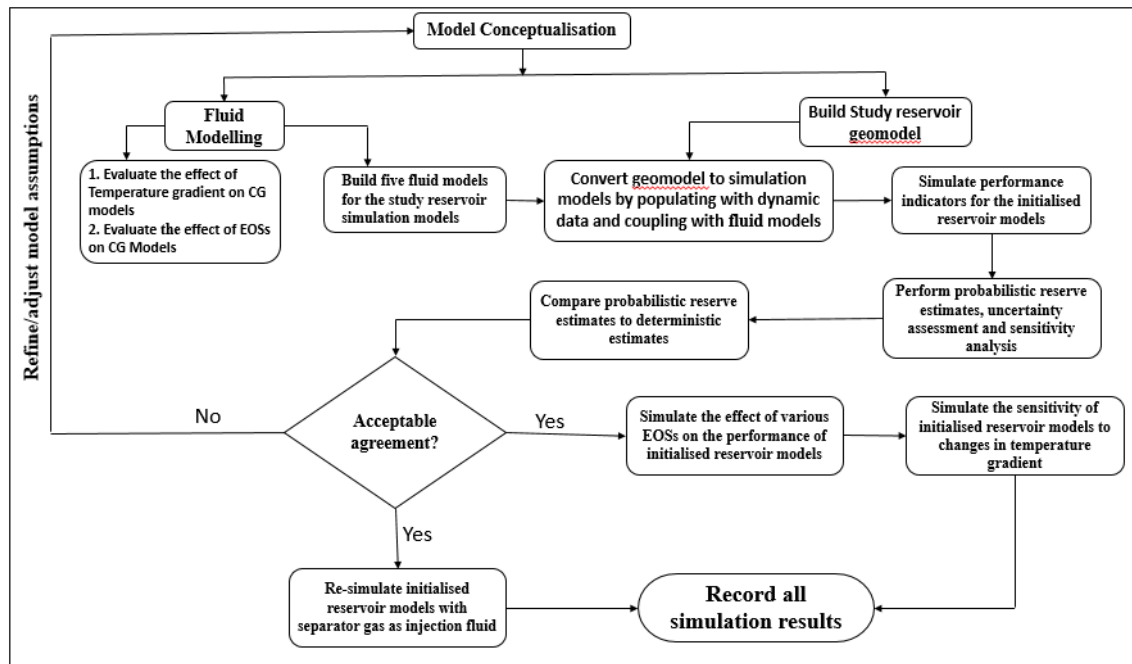 Model Conceptualisation
Refine/adjust model assumptions
Fluid
Modelling
Build Study reservoir
geomodel
1. Evaluate the effect of
Temperature gradient on CG
models
2. Evaluate the effect of EOSs
on CG Models
Build five fluid models
for the study reservoir
simulation models
Convert geomodel to simulation
models by populating with dynamic
data and coupling with fluid models
Simulate performance
indicators for the initialised
reservoir models
Perform probabilistic reserve
estimates, uncertainty
assessment and sensitivity
analysis
Compare probabilistic reserve
estimates to deterministic
estimates
Acceptable
agreement?
No
Yes
Simulate the effect of various
EOSs on the performance of
initialised reservoir models
Simulate the sensitivity of
initialised reservoir models to
changes in temperature
gradient
Yes
Re-simulate initialised
reservoir models with
separator gas as injection fluid
Record all
simulation results